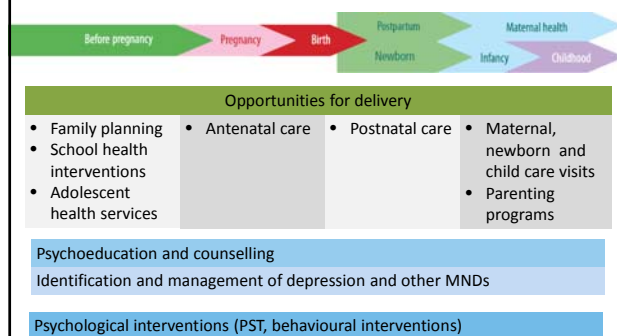 Before pregnancy
Pregnancy
Birth
Postpartum
Newborn
Maternal health
Infancy
Childhood
Opportunities for delivery
• Family planning
• School health
interventions
• Adolescent
health services
• Antenatal care
• Postnatal care
• Maternal,
newborn and
child care visits
• Parenting
programs
Psychoeducation and counselling
Identification and management of depression and other MNDs
Psychological interventions (PST, behavioural interventions)